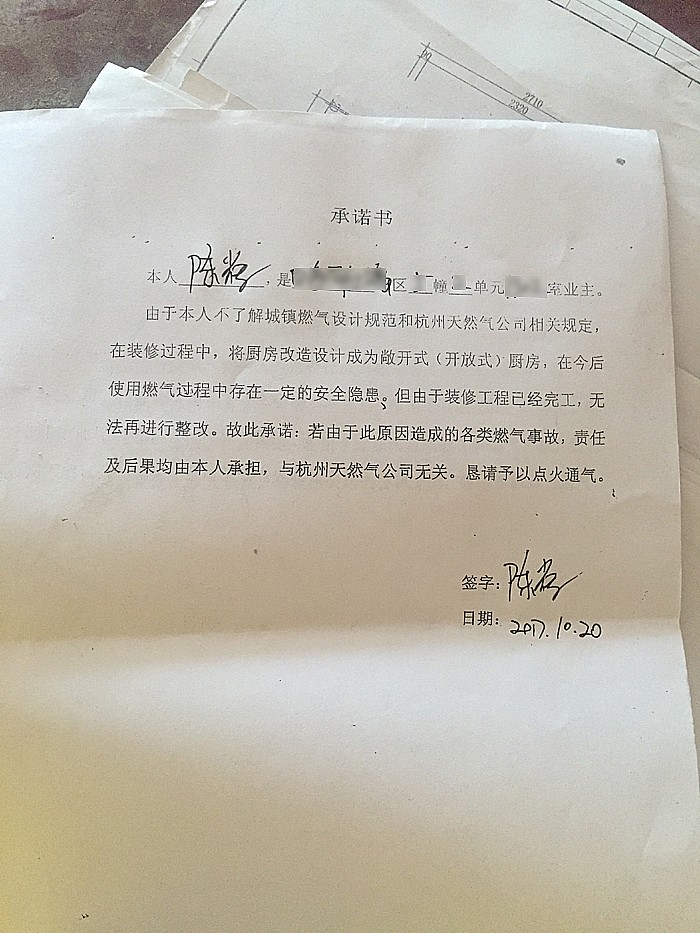 2710
2320
承诺书
本人陈，是区幢单元室业主。
由于本人不了解城镇燃气设计规范和杭州天然气公司相关规定，
在装修过程中，将厨房改造设计成为敞开式（开放式）厨房，在今后
使用燃气过程中存在一定的安全隐患。但由于装修工程已经完工，无
法再进行整改。故此承诺：若由于此原因造成的各类燃气事故，责任
及后果均由本人承担，与杭州天然气公司无关。恳请予以点火通气。
签字：陈
日期：2017.10.20